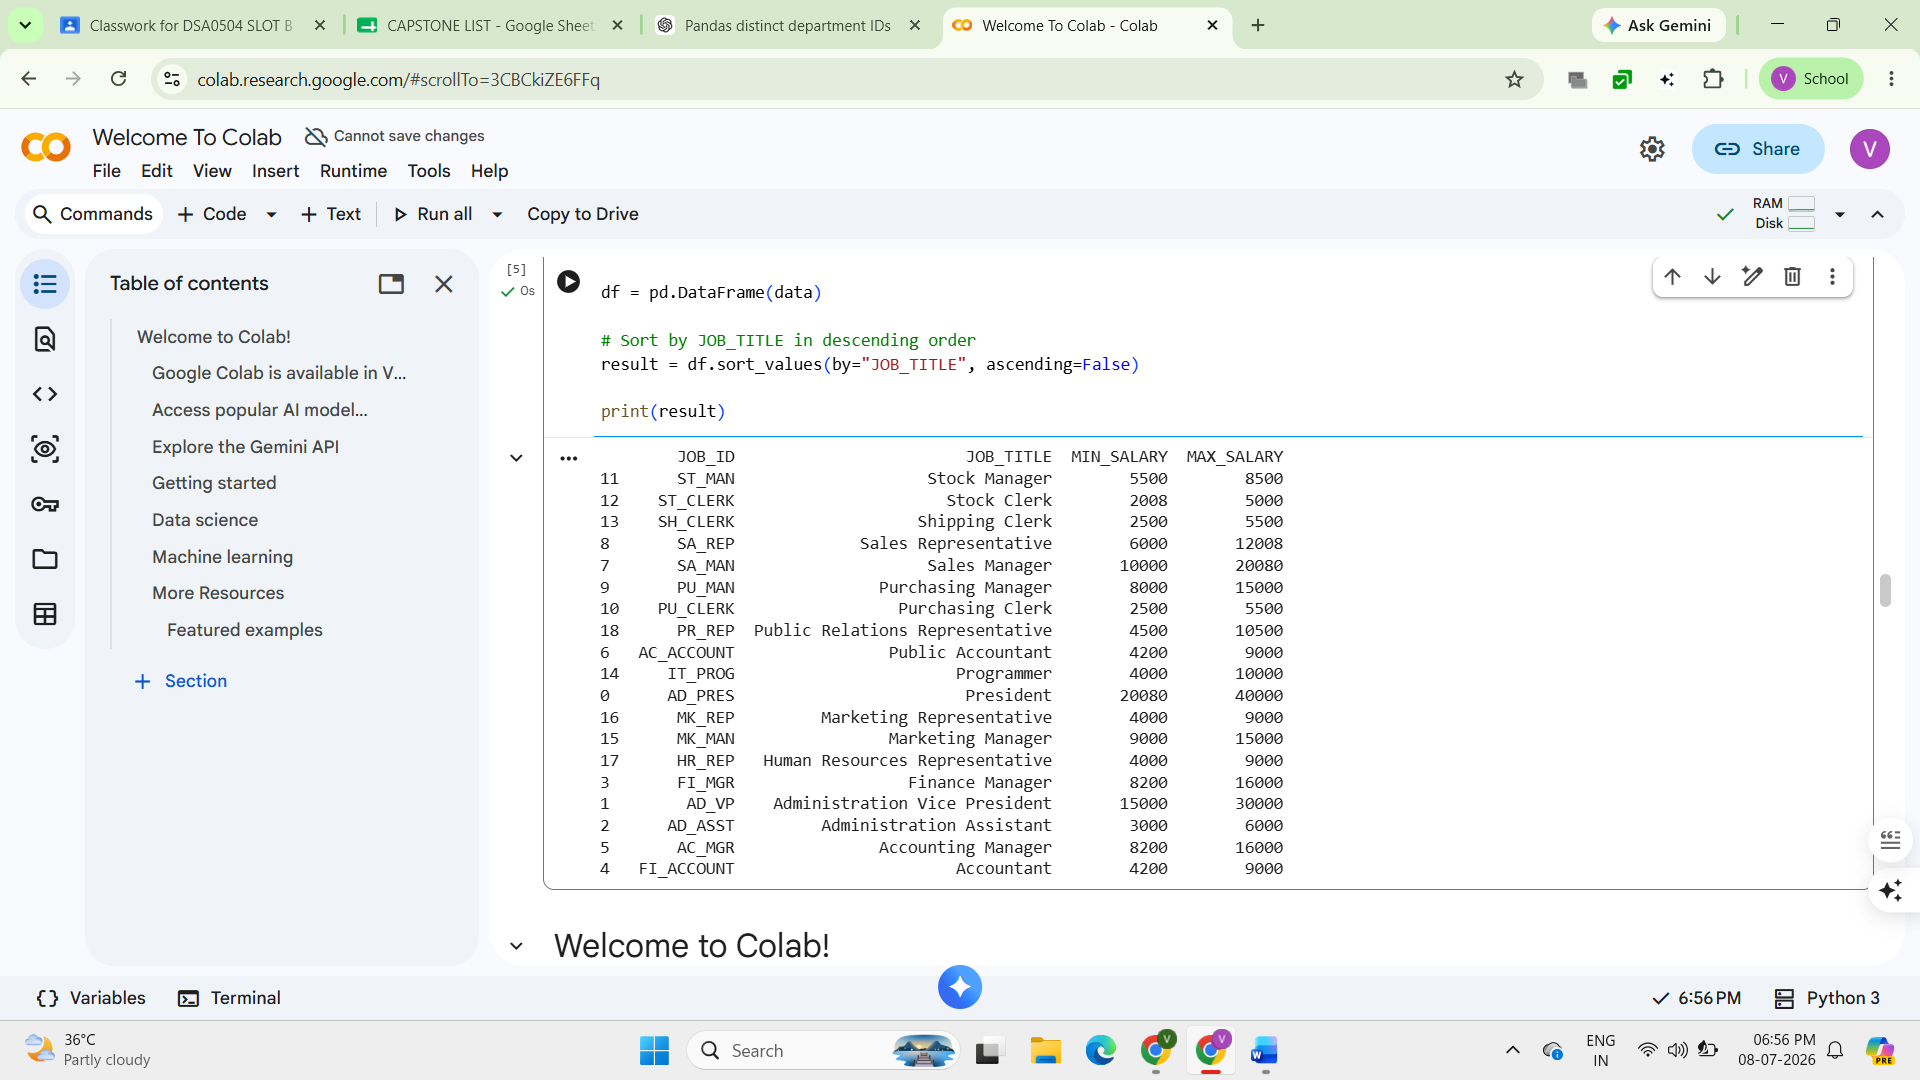 Classwork for DSA0504 SLOT B
CAPSTONE LIST - Google Sheet
Pandas distinct department IDs
Welcome To Colab - Colab
Ask Gemini
colab.research.google.com/#scrollTo=3CBCkiZE6FFq
V School
Welcome To Colab
Cannot save changes
File Edit View Insert Runtime Tools Help
Share
V
Commands + Code + Text Run all Copy to Drive
RAM
Disk
Table of contents
Welcome to Colab!
Google Colab is available in V...
Access popular AI model...
Explore the Gemini API
Getting started
Data science
Machine learning
More Resources
Featured examples
+ Section
[5]
0s
df = pd.DataFrame(data)
# Sort by JOB_TITLE in descending order
result = df.sort_values(by="JOB_TITLE", ascending=False)
print(result)
JOB_ID JOB_TITLE MIN_SALARY MAX_SALARY
11 ST_MAN Stock Manager 5500 8500
12 ST_CLERK Stock Clerk 2008 5000
13 SH_CLERK Shipping Clerk 2500 5500
8 SA_REP Sales Representative 6000 12008
7 SA_MAN Sales Manager 10000 20080
9 PU_MAN Purchasing Manager 8000 15000
10 PU_CLERK Purchasing Clerk 2500 5500
18 PR_REP Public Relations Representative 4500 10500
6 AC_ACCOUNT Public Accountant 4200 9000
14 IT_PROG Programmer 4000 10000
0 AD_PRES President 20080 40000
16 MK_REP Marketing Representative 4000 9000
15 MK_MAN Marketing Manager 9000 15000
17 HR_REP Human Resources Representative 4000 9000
3 FI_MGR Finance Manager 8200 16000
1 AD_VP Administration Vice President 15000 30000
2 AD_ASST Administration Assistant 3000 6000
5 AC_MGR Accounting Manager 8200 16000
4 FI_ACCOUNT Accountant 4200 9000
Welcome to Colab!
{} Variables
Terminal
6:56 PM
Python 3
36°C
Partly cloudy
Search
V
V
W
ENG
IN
06:56 PM
08-07-2026
PRE